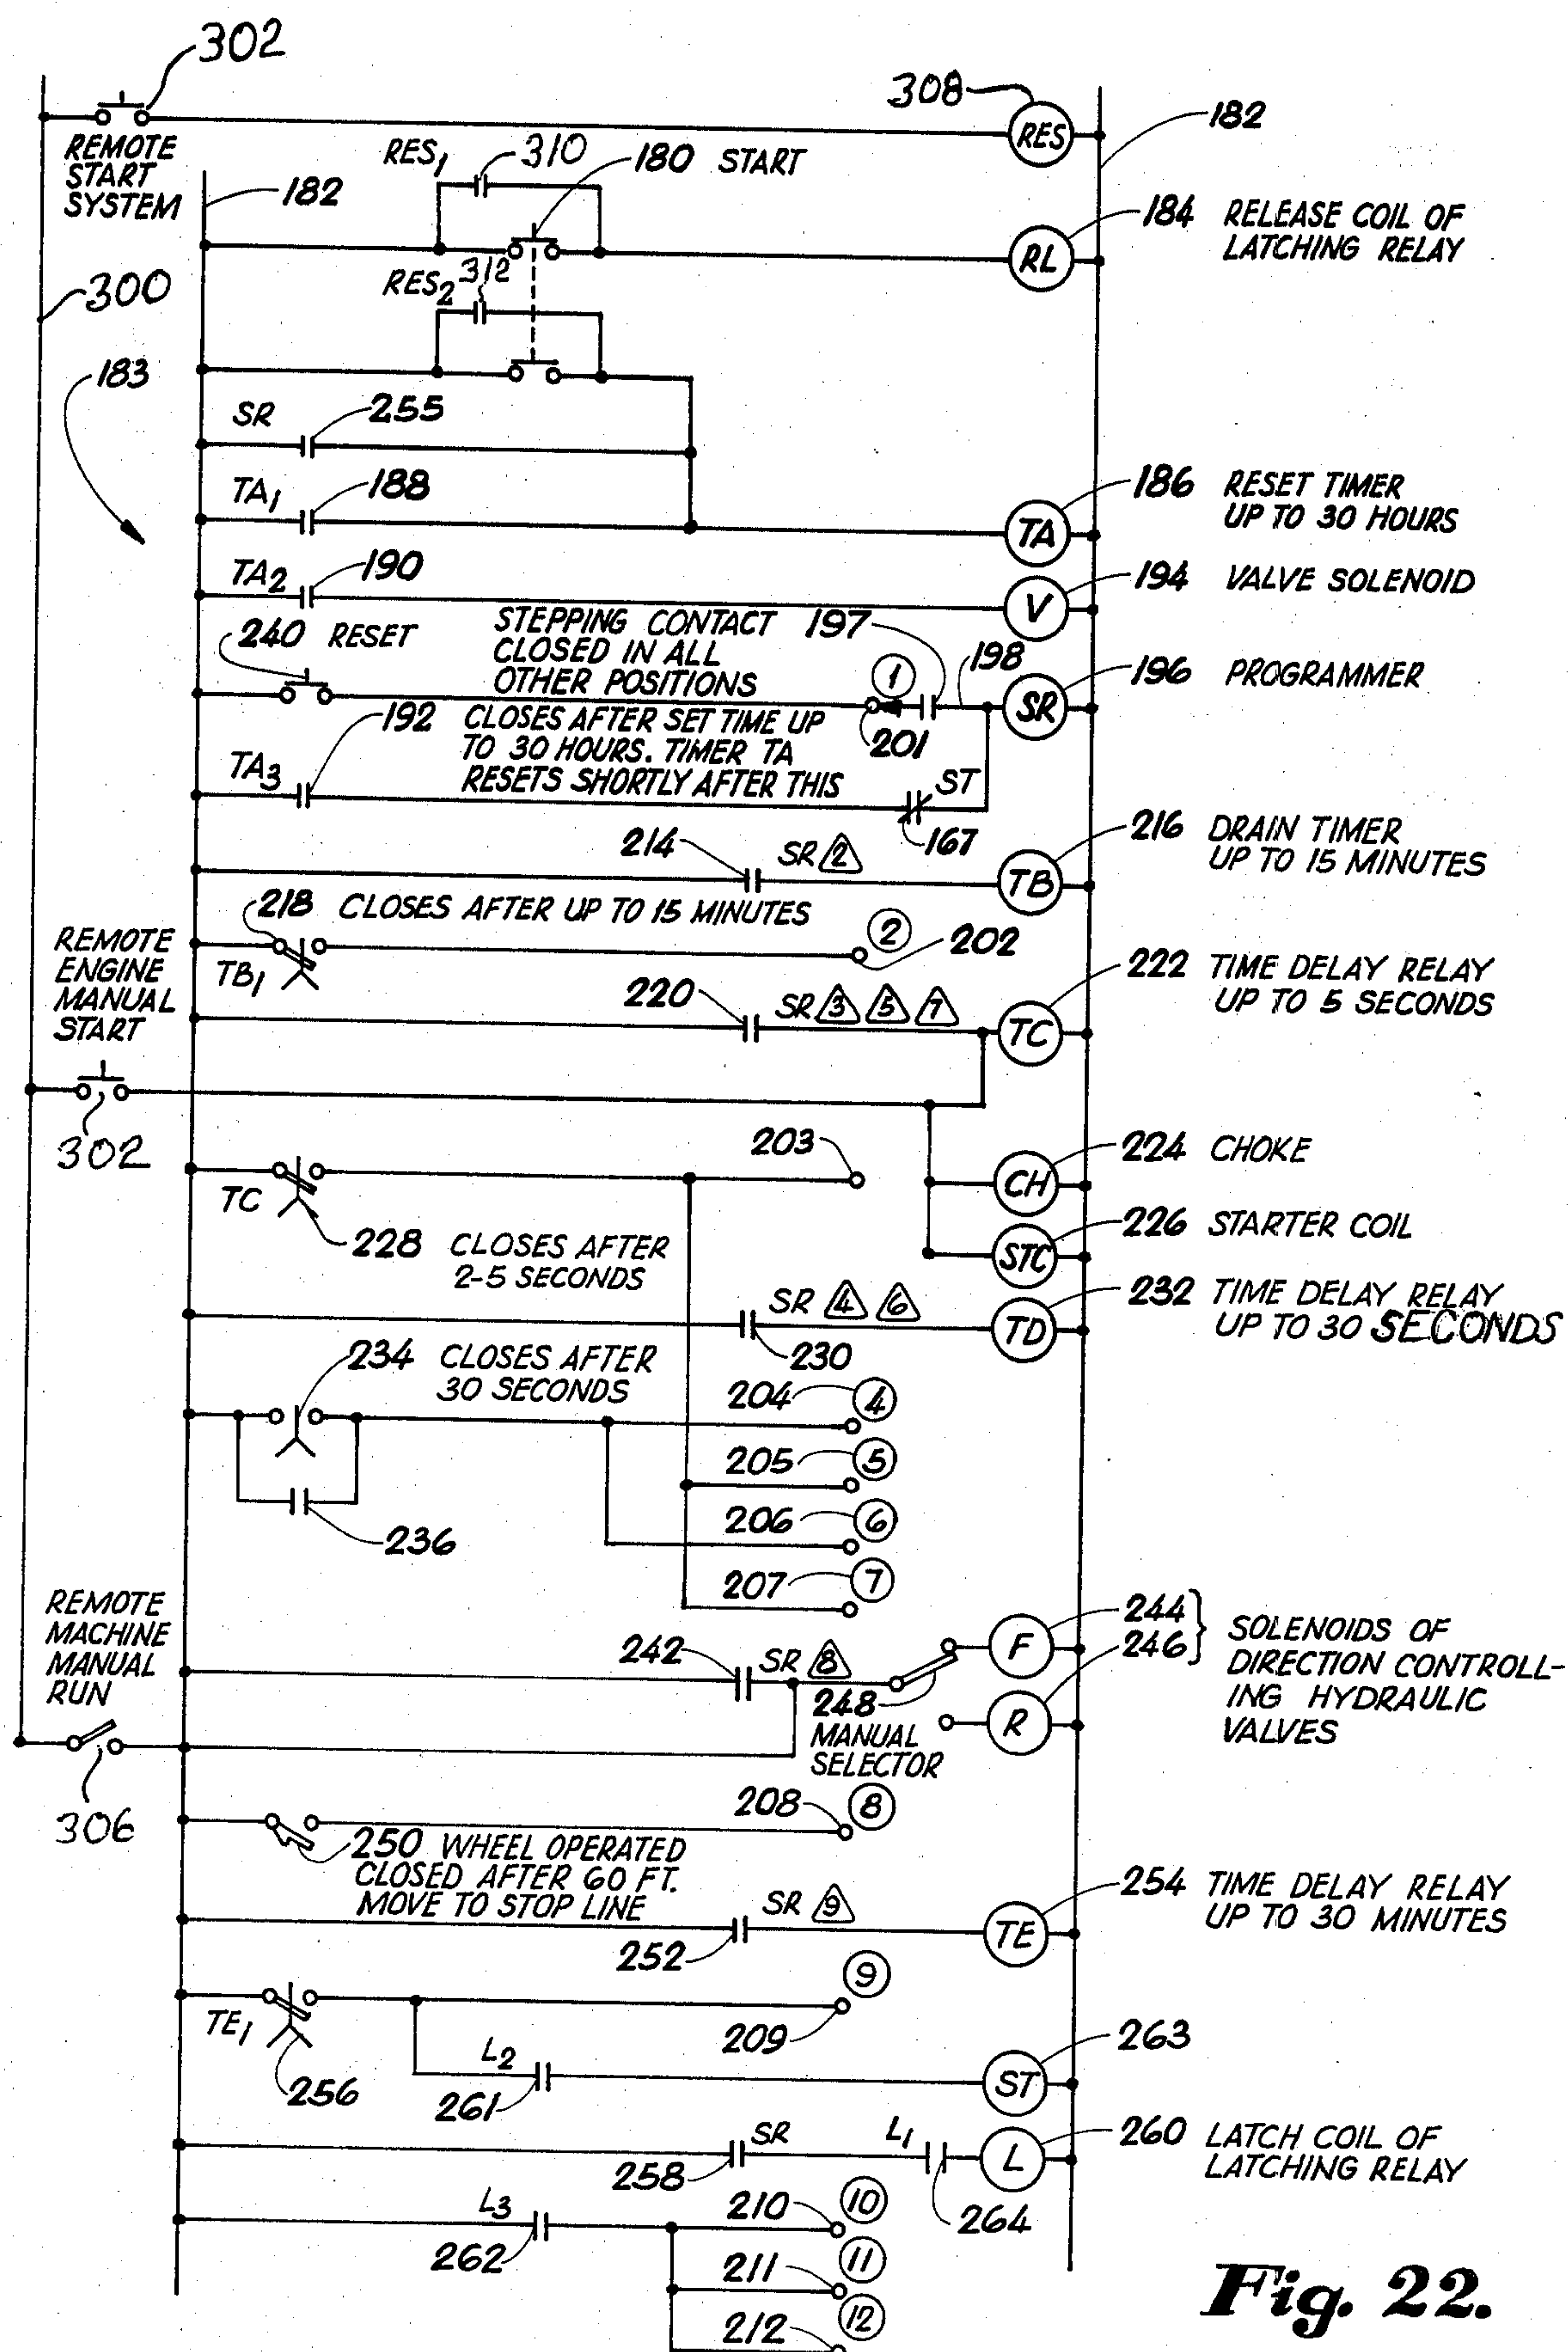 302
308
RES
182
REMOTE
START
SYSTEM
RES1
310
180 START
182
184 RELEASE COIL OF
LATCHING RELAY
RL
300
RES2 312
183
SR
255
TA1
188
186 RESET TIMER
UP TO 30 HOURS
TA
TA2
190
194 VALVE SOLENOID
V
240 RESET
STEPPING CONTACT
CLOSED IN ALL
OTHER POSITIONS
197
1
198
196 PROGRAMMER
SR
201
192 CLOSES AFTER SET TIME UP
TO 30 HOURS. TIMER TA
RESETS SHORTLY AFTER THIS
TA3
ST
167
214
SR 2
216 DRAIN TIMER
UP TO 15 MINUTES
TB
218 CLOSES AFTER UP TO 15 MINUTES
2
202
TB1
REMOTE
ENGINE
MANUAL
START
220
SR 3 5 7
222 TIME DELAY RELAY
UP TO 5 SECONDS
TC
302
203
224 CHOKE
CH
TC
228 CLOSES AFTER
2-5 SECONDS
226 STARTER COIL
STC
SR 4 6
232 TIME DELAY RELAY
UP TO 30 SECONDS
TD
230
234 CLOSES AFTER
30 SECONDS
204 4
205 5
236
206 6
207 7
REMOTE
MACHINE
MANUAL
RUN
242
SR 8
F
244
246
SOLENOIDS OF
DIRECTION CONTROLL-
ING HYDRAULIC
VALVES
248
MANUAL
SELECTOR
R
306
208 8
250 WHEEL OPERATED
CLOSED AFTER 60 FT.
MOVE TO STOP LINE
SR 9
252
254 TIME DELAY RELAY
UP TO 30 MINUTES
TE
9
209
TE1
256
L2
261
263
ST
SR
258
L1
264
260 LATCH COIL OF
LATCHING RELAY
L
L3
262
210 10
211 11
212 12
Fig. 22.